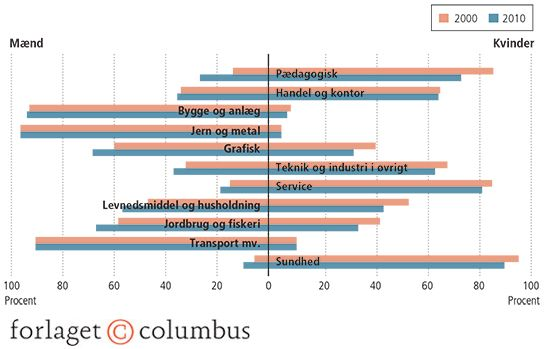 2000 2010
Mænd Kvinder
Pædagogisk
Handel og kontor
Bygge og anlæg
Jern og metal
Grafisk
Teknik og industri i øvrigt
Service
Levnedsmiddel og husholdning
Jordbrug og fiskeri
Transport mv.
Sundhed
100 80 60 40 20 0 20 40 60 80 100
Procent Procent
forlaget © columbus